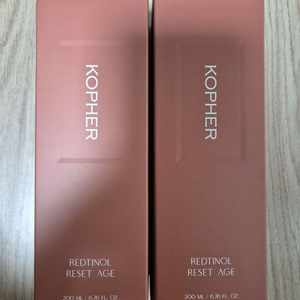 KOPHER
REDTINOL
RESET AGE
200 ML / 6.76 FL. OZ
KOPHER
REDTINOL
RESET AGE
200 ML / 6.76 FL. OZ